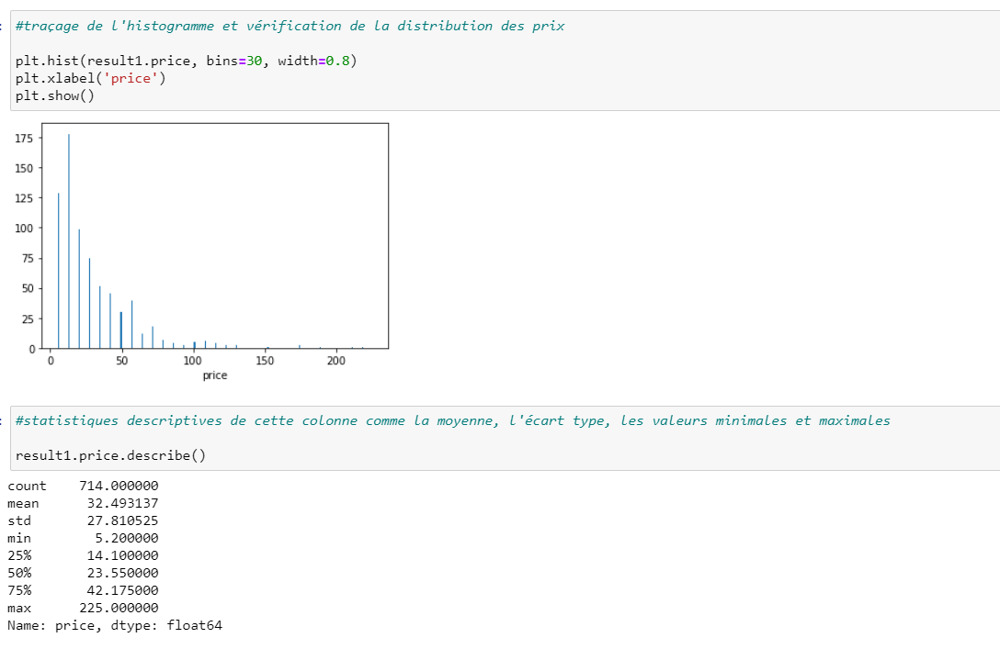 #traçage de l'histogramme et vérification de la distribution des prix
plt.hist(result1.price, bins=30, width=0.8)
plt.xlabel('price')
plt.show()
175
150
125
100
75
50
25
0
0 50 100 150 200
price
#statistiques descriptives de cette colonne comme la moyenne, l'écart type, les valeurs minimales et maximales
result1.price.describe()
count 714.000000
mean 32.493137
std 27.810525
min 5.200000
25% 14.100000
50% 23.550000
75% 42.175000
max 225.000000
Name: price, dtype: float64